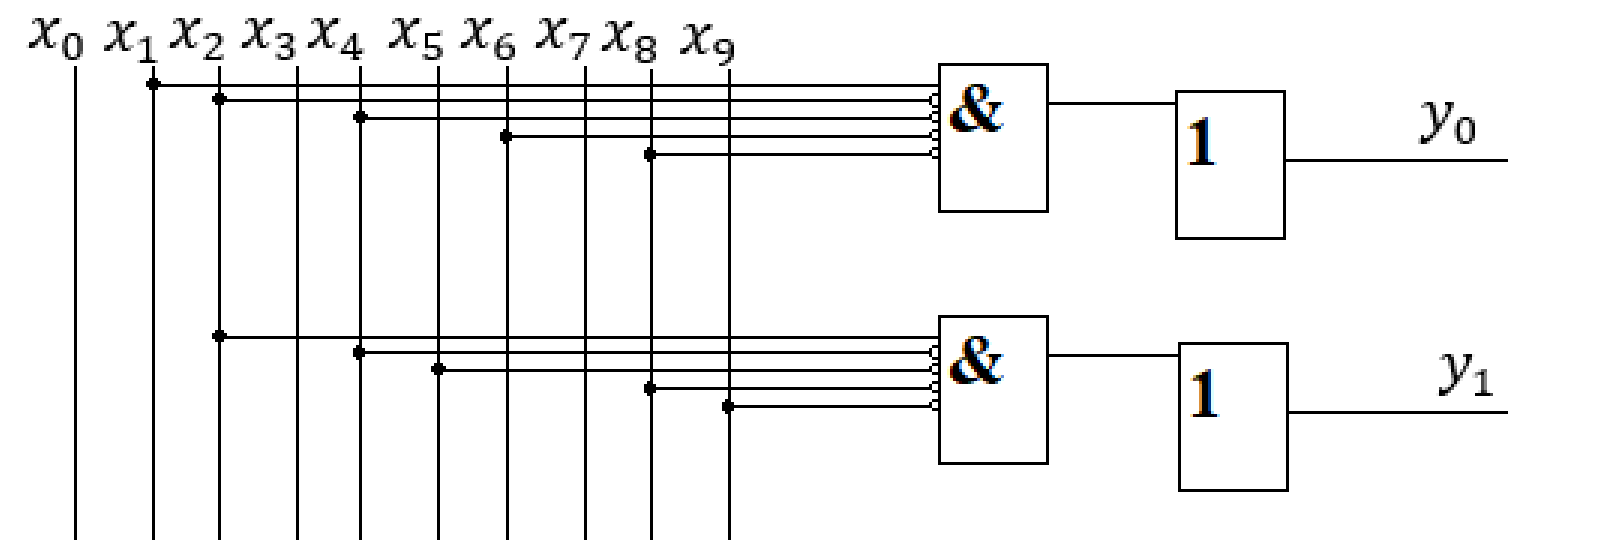 x₀ x₁ x₂ x₃ x₄ x₅ x₆ x₇ x₈ x₉
& 1 y₀
& 1 y₁